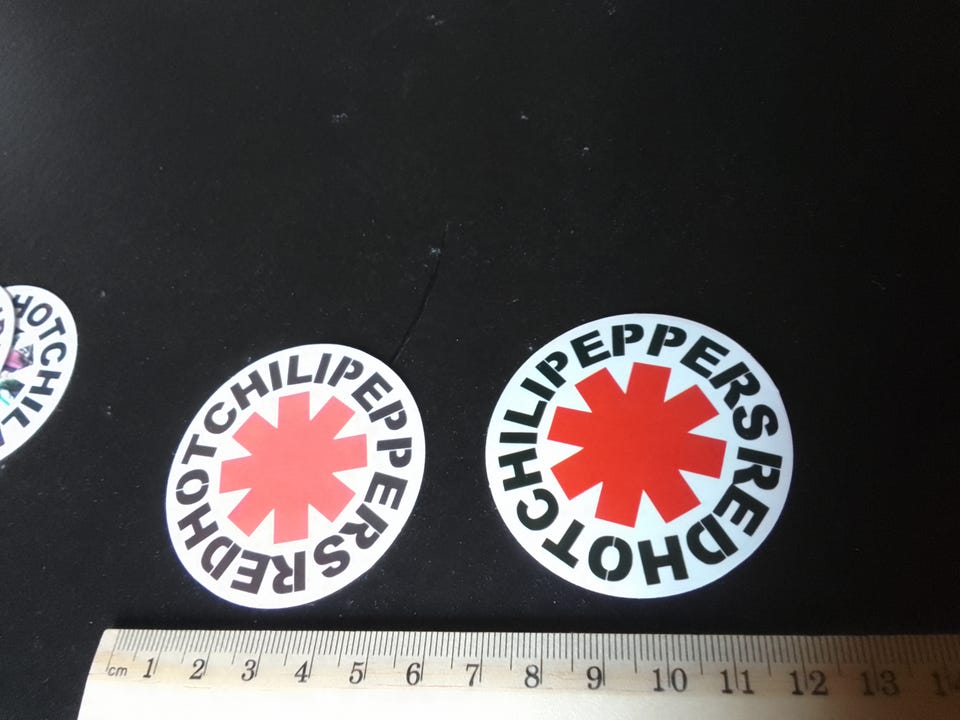 HOTCHIL
REDHOTCHILIPEPPERS
REDHOTCHILIPEPPERS
cm 1 2 3 4 5 6 7 8 9 10 11 12 13